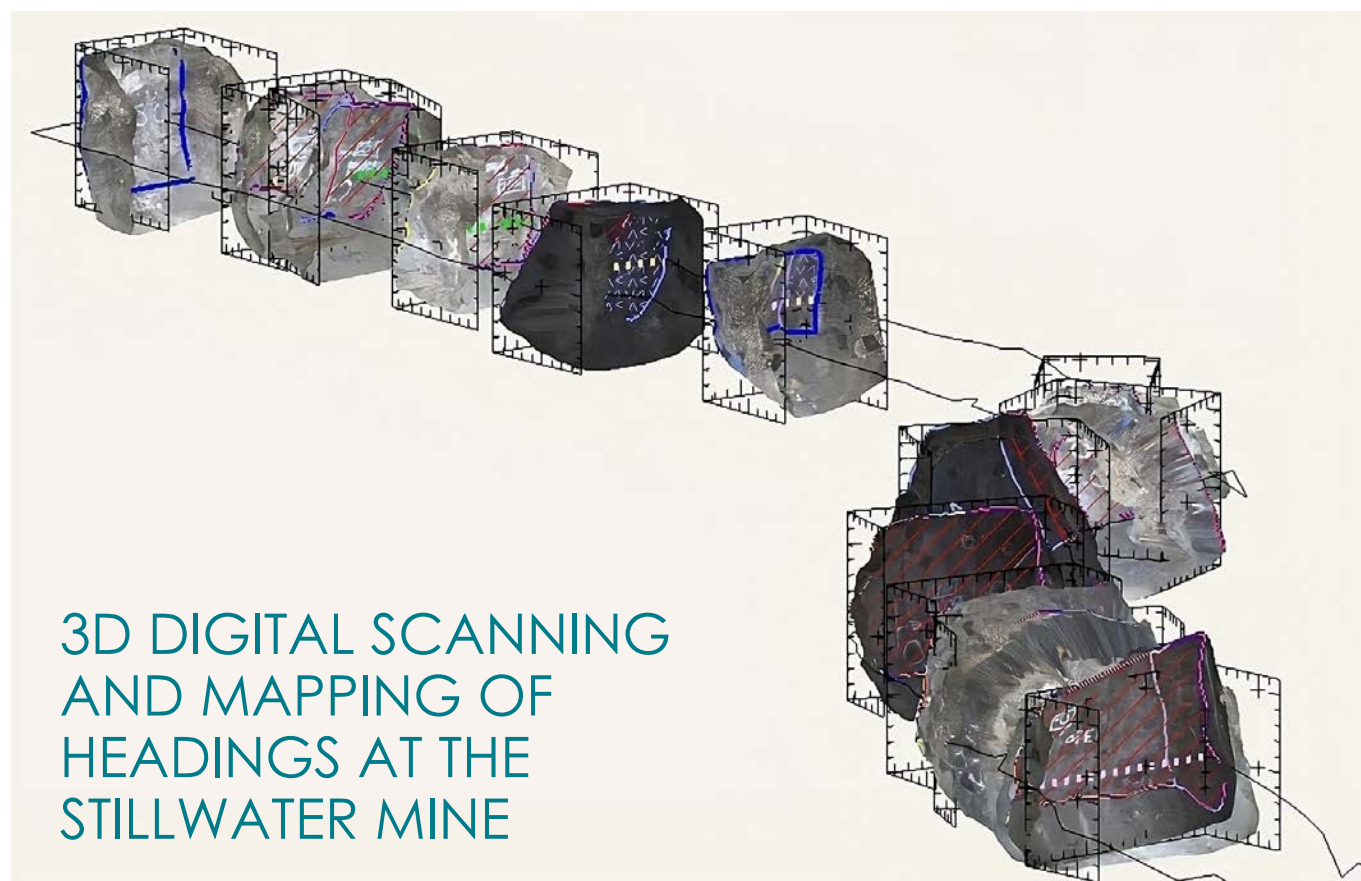 3D DIGITAL SCANNING
AND MAPPING OF
HEADINGS AT THE
STILLWATER MINE